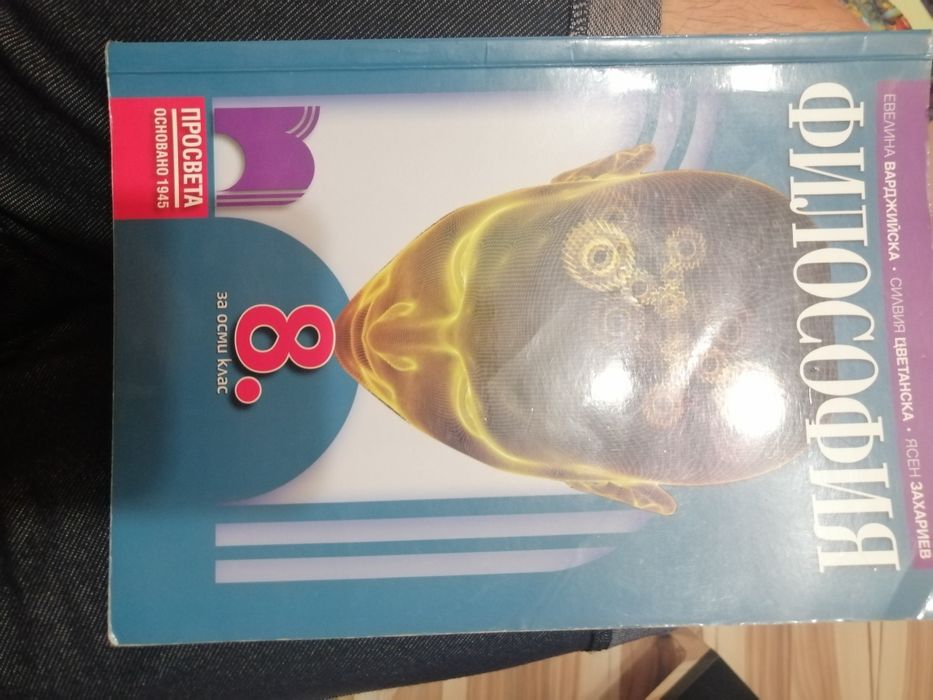 ЕВЕЛИНА ВАРДЖИЙСКА • СИЛВИЯ ЦВЕТАНСКА • ЯСЕН ЗАХАРИЕВ
ФИЛОСОФИЯ
8.
за осми клас
ПРОСВЕТА
ОСНОВАНО 1945